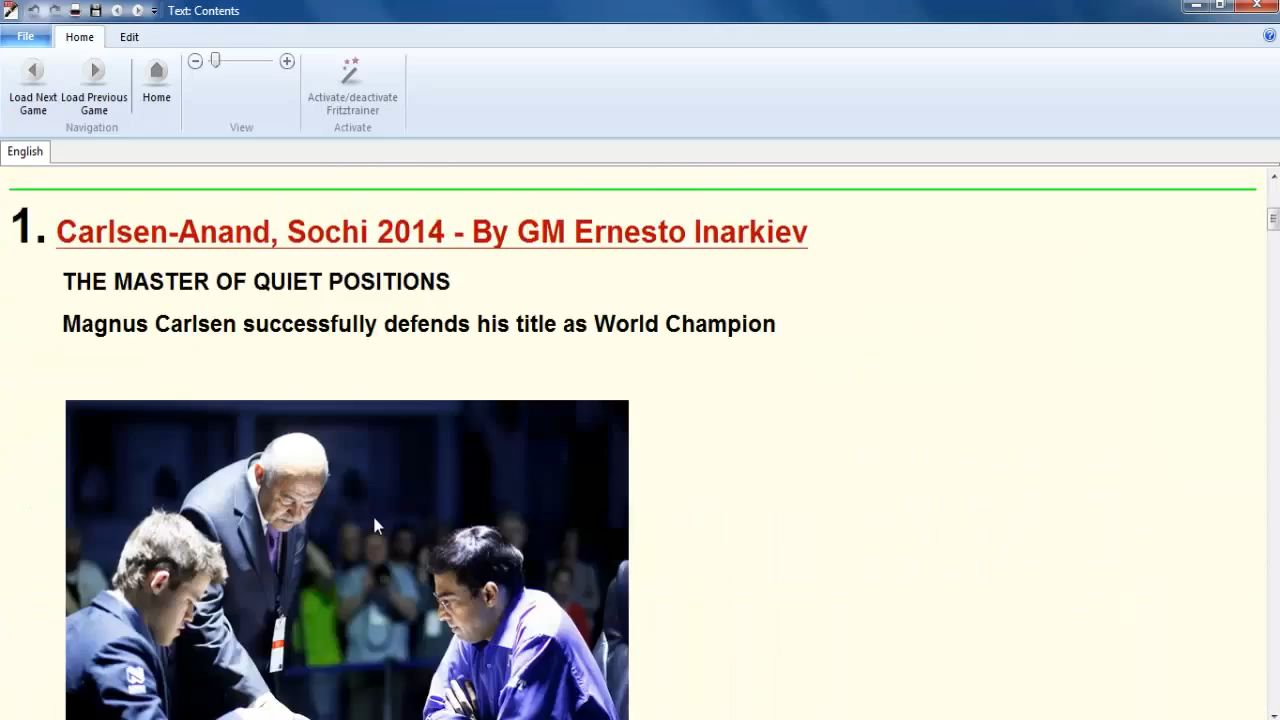 Text: Contents
File Home Edit
Load Next Game
Load Previous Game
Home
Activate/deactivate Fritztrainer
Navigation
View
Activate
English
1. Carlsen-Anand, Sochi 2014 - By GM Ernesto Inarkiev
THE MASTER OF QUIET POSITIONS
Magnus Carlsen successfully defends his title as World Champion